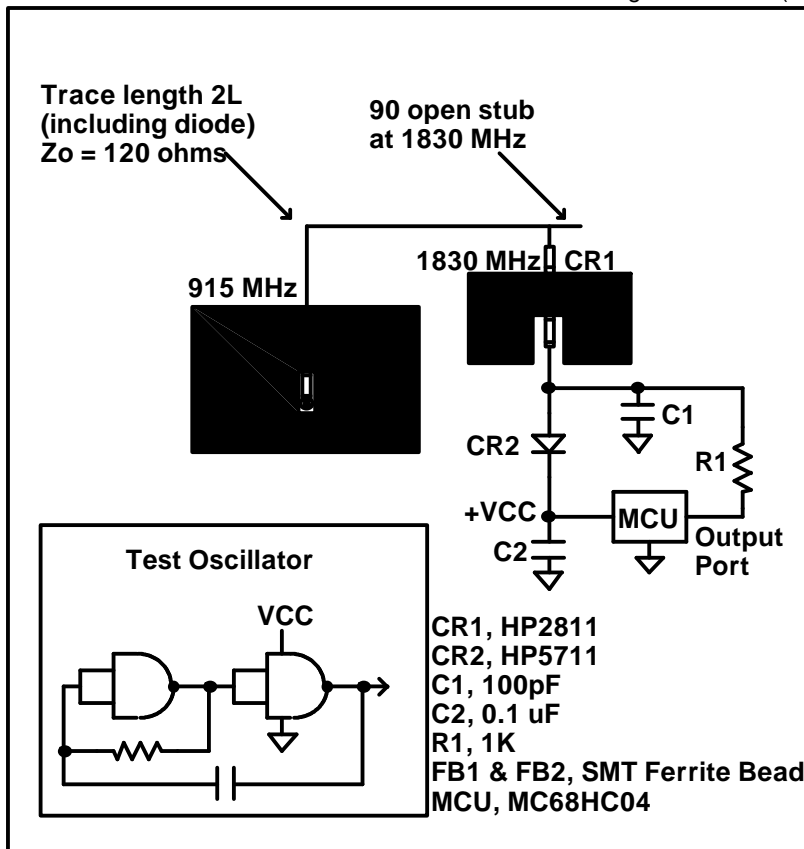 Trace length 2L
(including diode)
Zo = 120 ohms
90 open stub
at 1830 MHz
1830 MHz
CR1
915 MHz
C1
CR2
R1
+VCC
MCU
Output
Port
C2
Test Oscillator
VCC
CR1, HP2811
CR2, HP5711
C1, 100pF
C2, 0.1 uF
R1, 1K
FB1 & FB2, SMT Ferrite Bead
MCU, MC68HC04